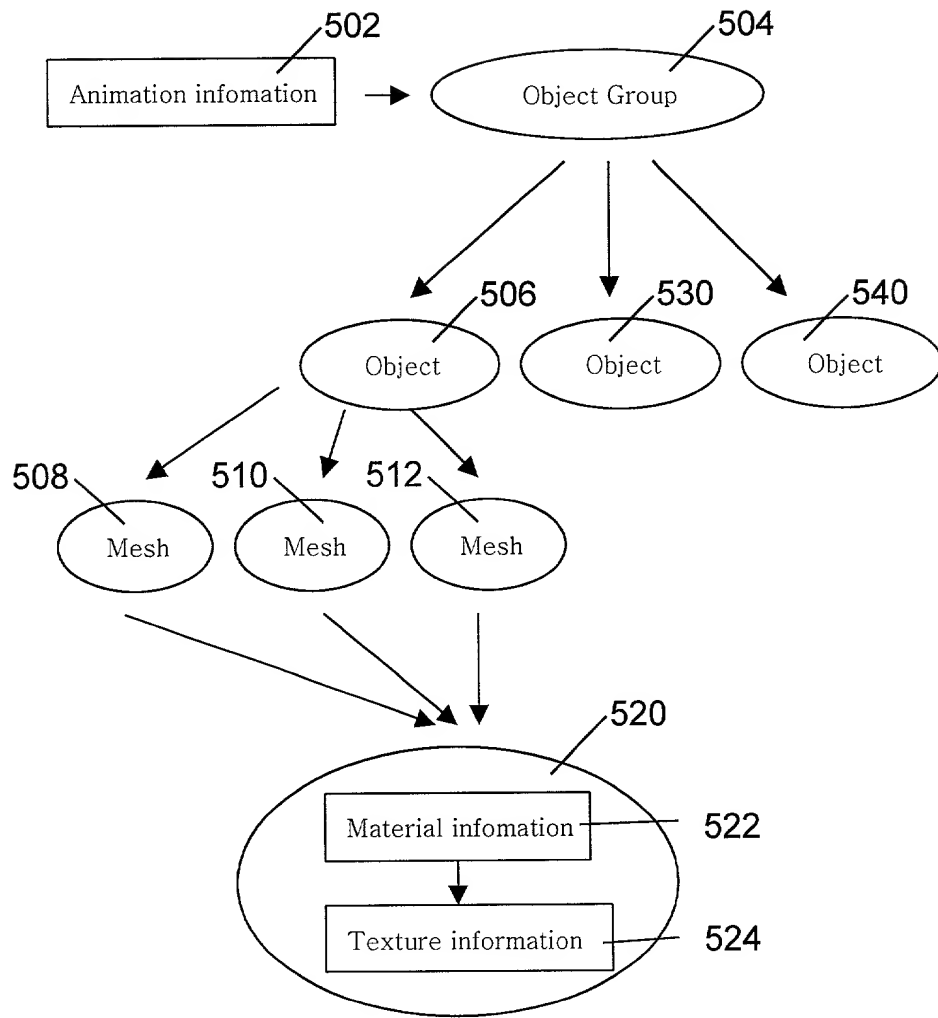 502
504
Animation infomation
Object Group
506
530
540
Object
Object
Object
508
510
512
Mesh
Mesh
Mesh
520
Material infomation
522
Texture information
524